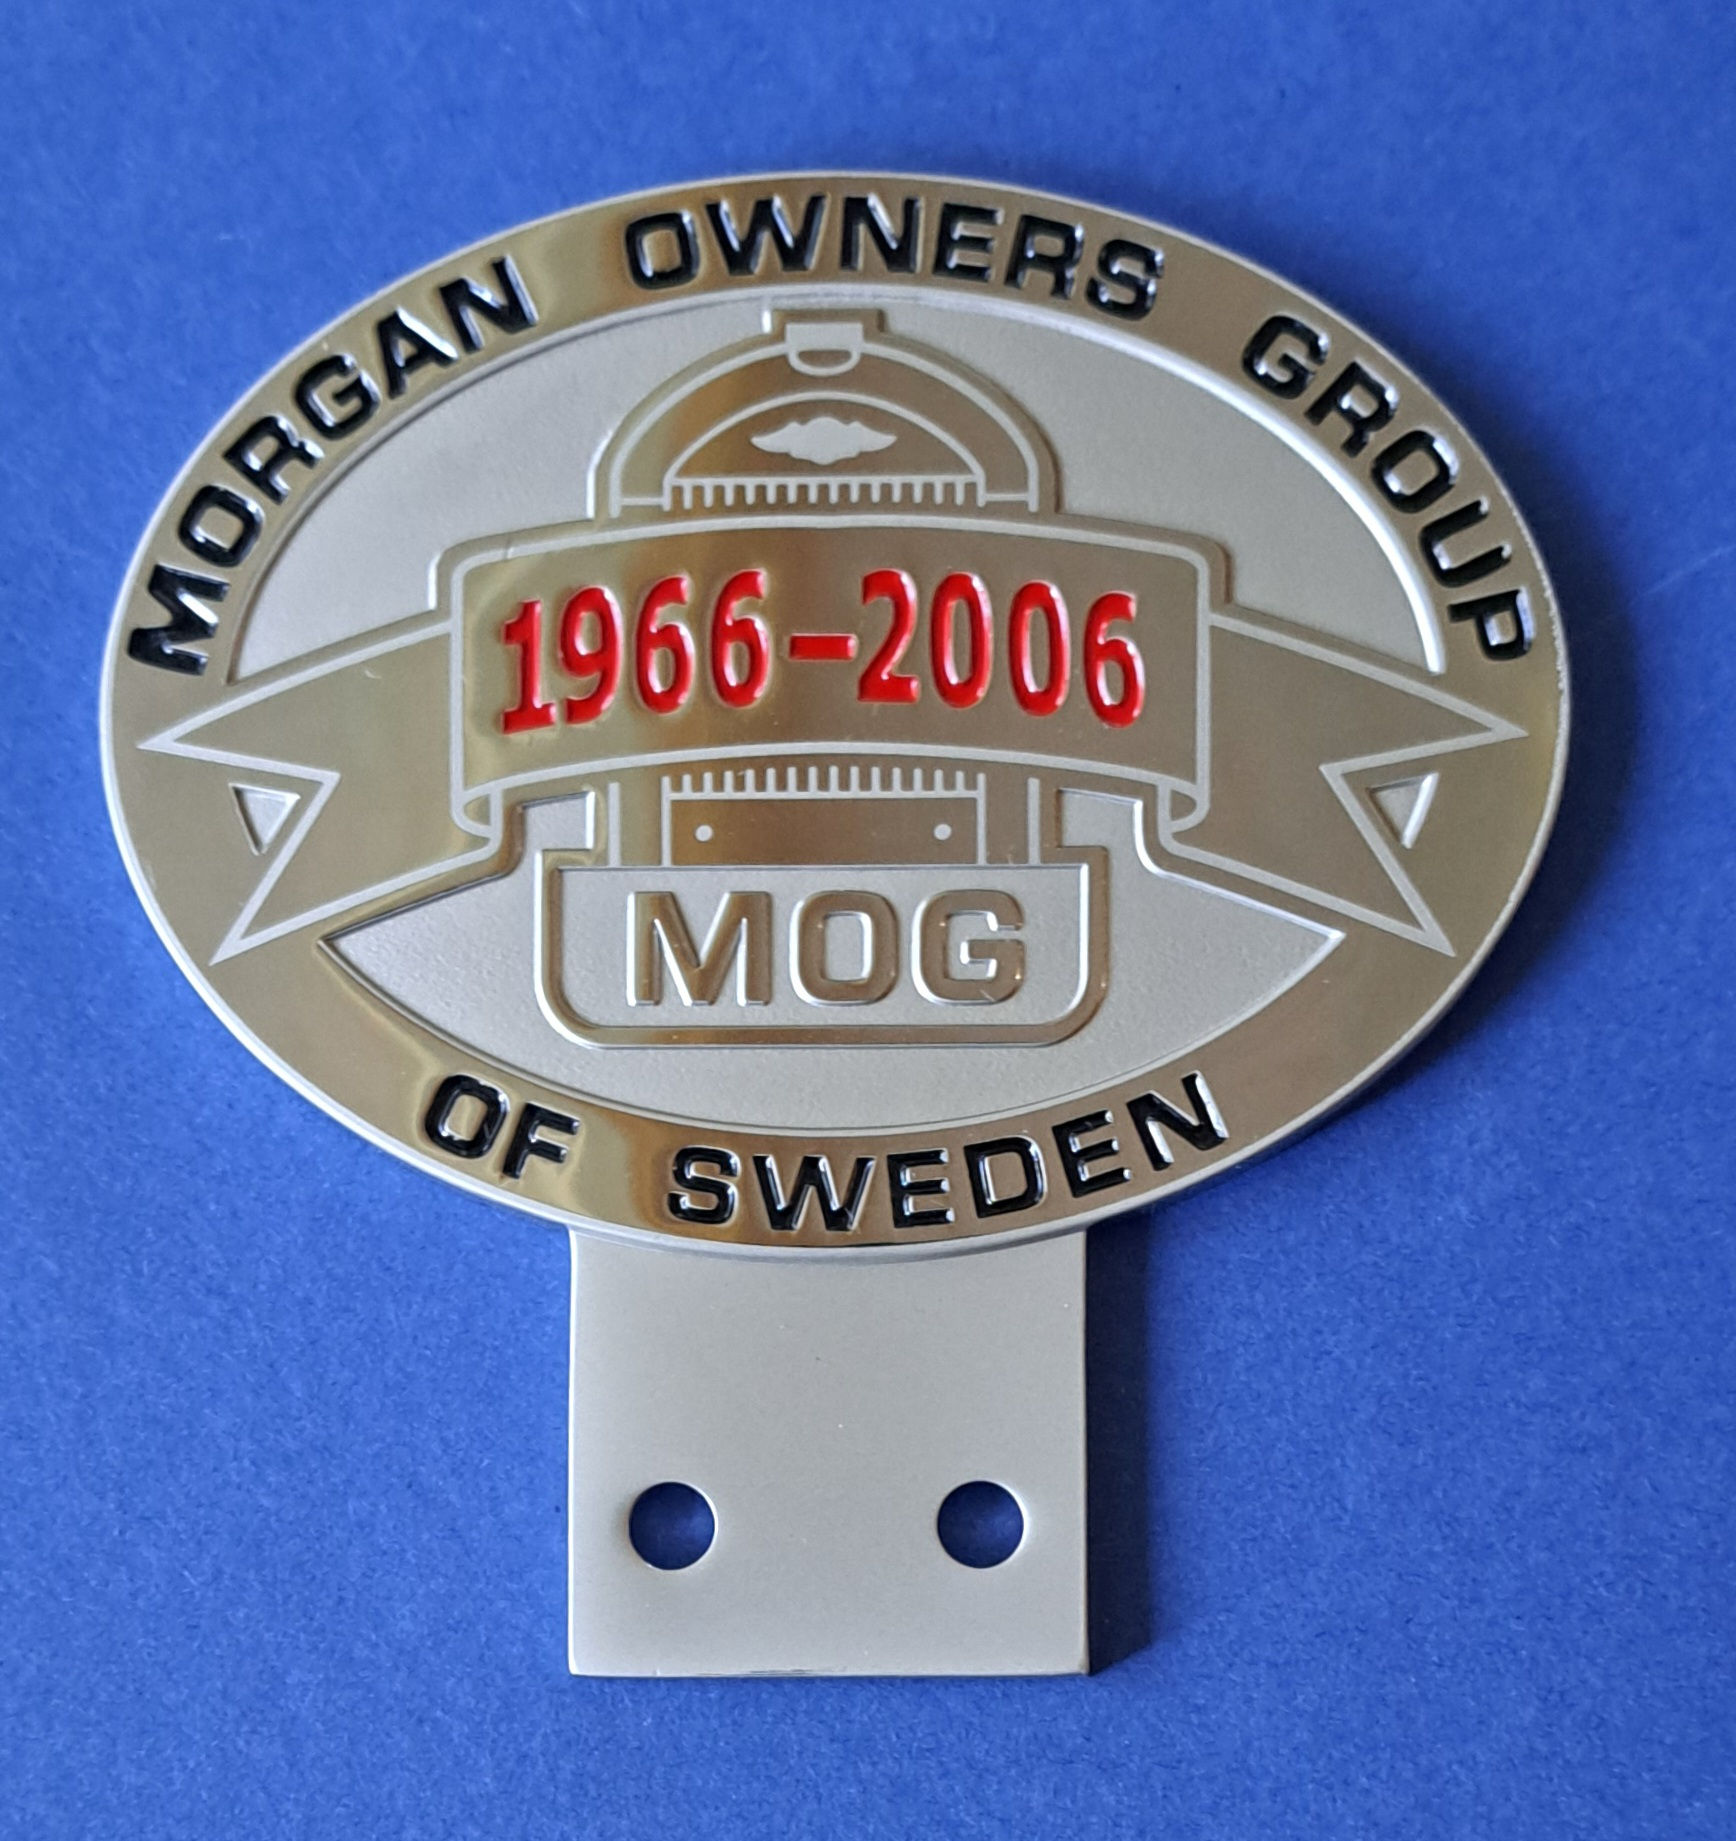 MORGAN OWNERS GROUP
1966-2006
MOG
OF SWEDEN